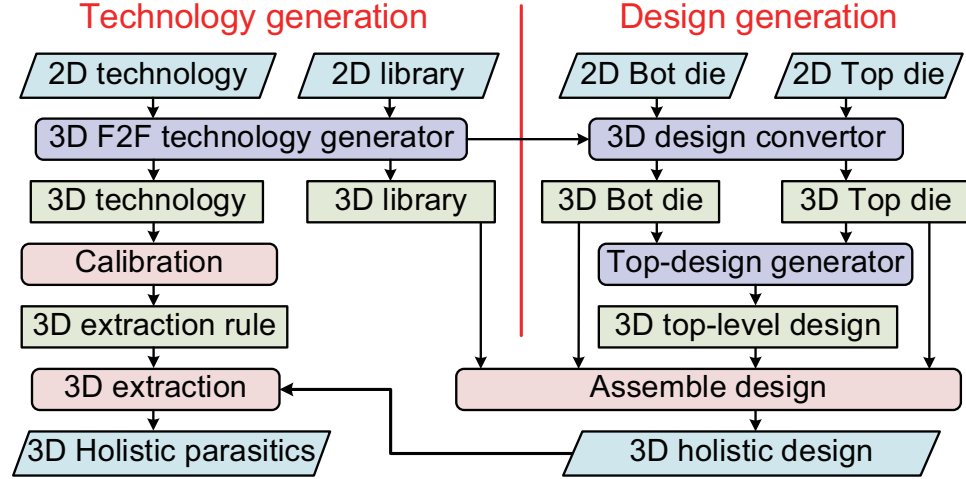 Technology generation
Design generation
2D technology
2D library
2D Bot die
2D Top die
3D F2F technology generator
3D design convertor
3D technology
3D library
3D Bot die
3D Top die
Calibration
Top-design generator
3D extraction rule
3D top-level design
3D extraction
Assemble design
3D Holistic parasitics
3D holistic design